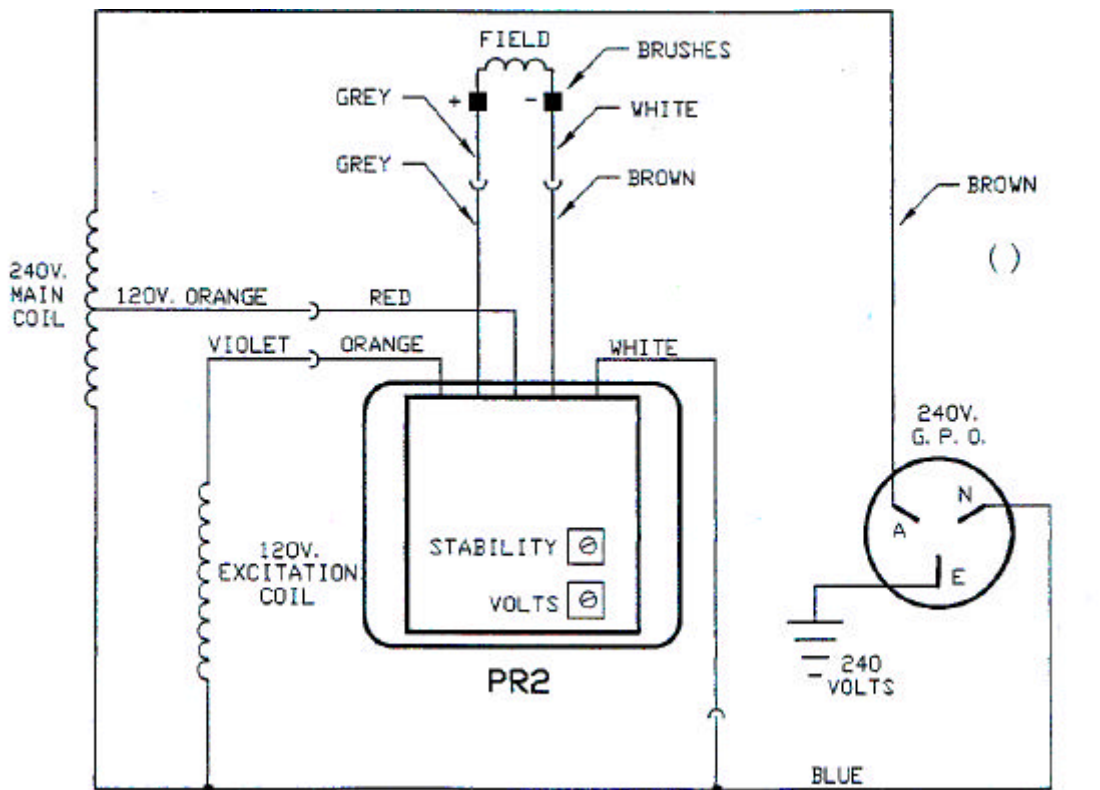 FIELD
BRUSHES
GREY
+
-
WHITE
GREY
BROWN
BROWN
( )
240V.
MAIN
COIL
120V. ORANGE
RED
VIOLET
ORANGE
WHITE
240V.
G. P. O.
A
N
E
120V.
EXCITATION
COIL
STABILITY
VOLTS
PR2
240
VOLTS
BLUE